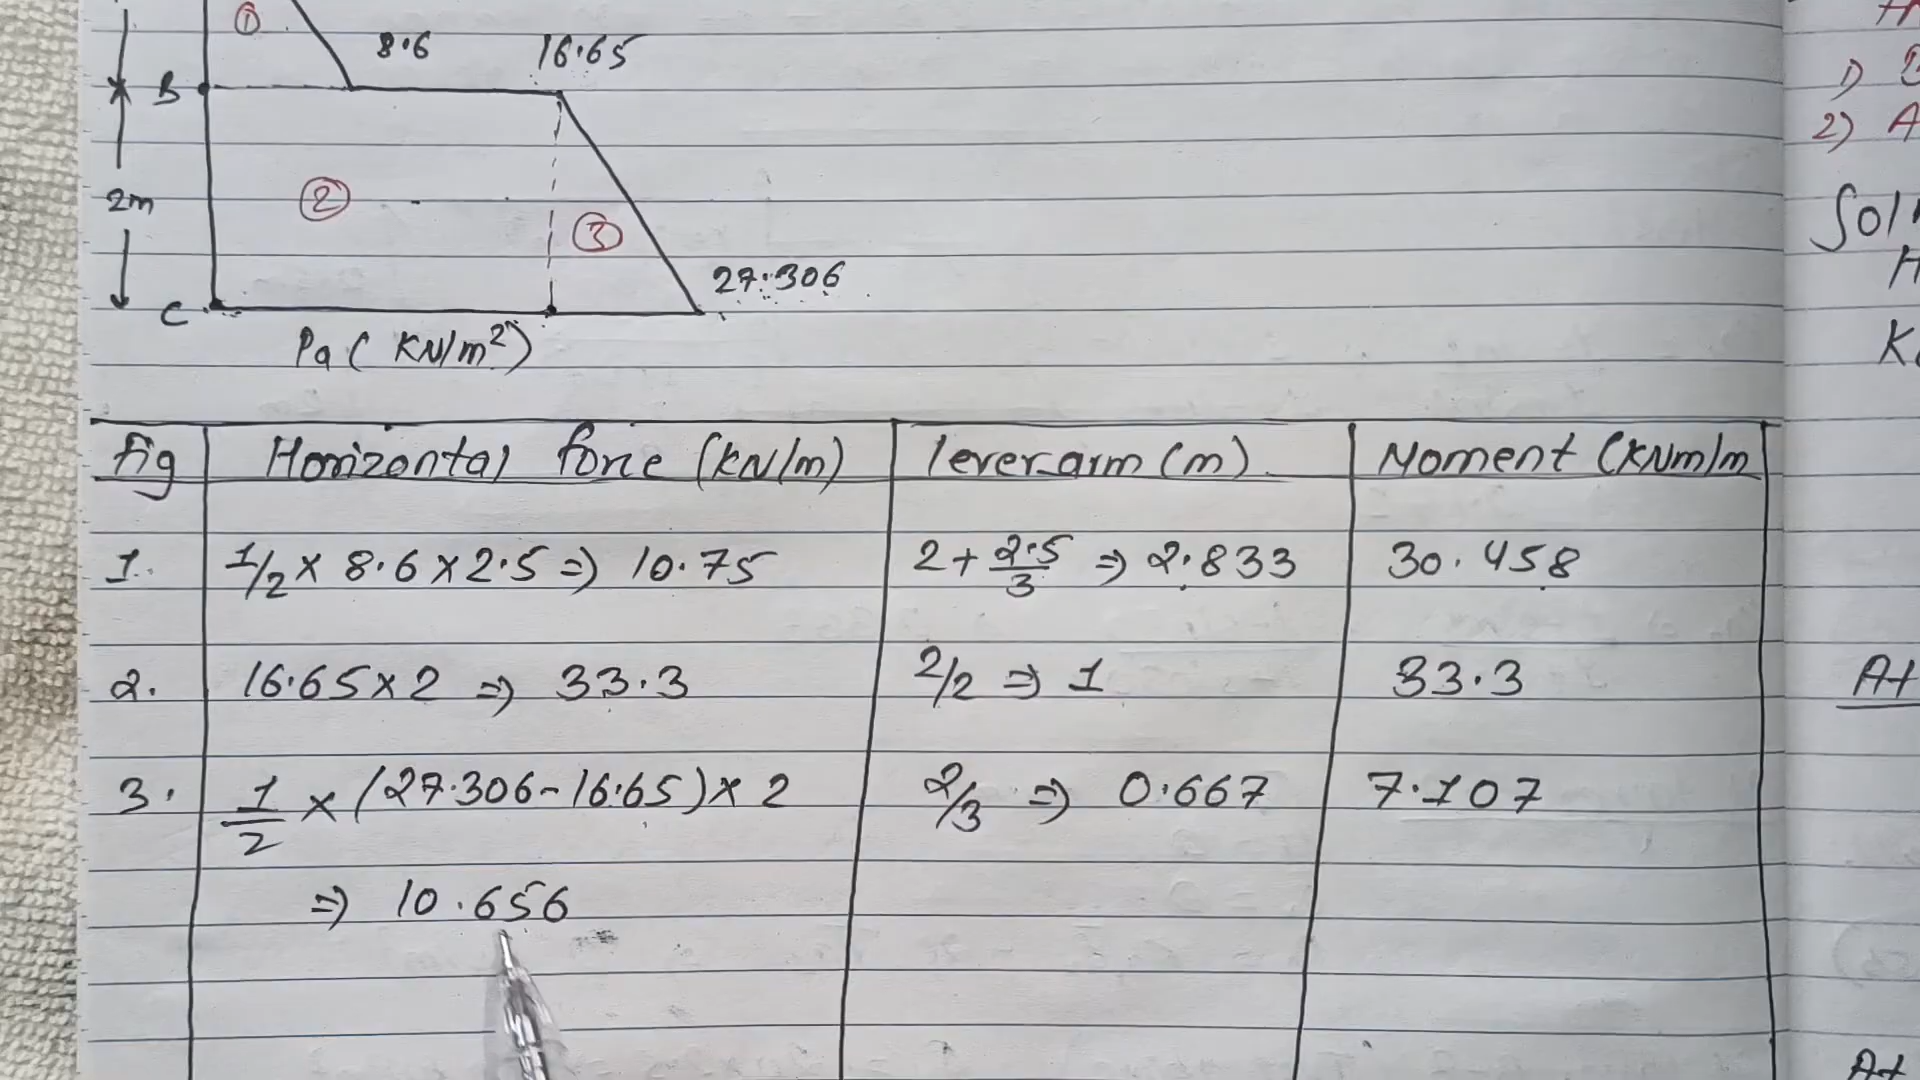 ①
8.6 16.65
B
2m ② ③
27.306
C
Pa ( KN/m²)
Fig Horizontal force (kN/m) lever-arm (m) Moment (KNm/m
1. 1/2 × 8.6 × 2.5 ⇒ 10.75 2 + 2.5/3 ⇒ 2.833 30.458
2. 16.65 × 2 ⇒ 33.3 2/2 ⇒ 1 33.3
3. 1/2 × (27.306 - 16.65) × 2 2/3 ⇒ 0.667 7.107
⇒ 10.656
1)
2) A
Sol
H
K
At
At